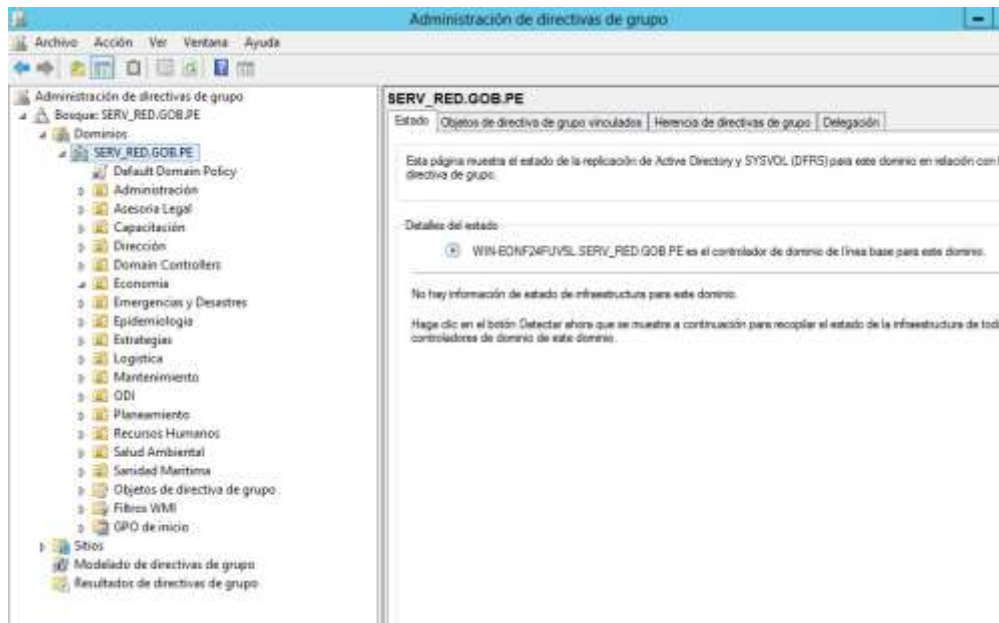 Administración de directivas de grupo
Archivo Acción Ver Ventana Ayuda
Administración de directivas de grupo
Bosque: SERV_RED.GOB.PE
Dominios
SERV_RED.GOB.PE
Default Domain Policy
Administración
Asesoria Legal
Capacitación
Dirección
Domain Controllers
Economia
Emergencias y Desastres
Epidemiologia
Estrategias
Logistica
Mantenimiento
ODI
Planeamiento
Recursos Humanos
Salud Ambiental
Sanidad Maritima
Objetos de directiva de grupo
Filtros WMI
GPO de inicio
Sitios
Modelado de directivas de grupo
Resultados de directivas de grupo
SERV_RED.GOB.PE
Estado Objetos de directiva de grupo vinculados Herencia de directivas de grupo Delegación
Esta página muestra el estado de la replicación de Active Directory y SYSVOL (DFRS) para este dominio en relación con
directiva de grupo.
Detalles del estado
WIN-EONF24FUVSL.SERV_RED.GOB.PE es el controlador de dominio de línea base para este dominio.
No hay información de estado de infraestructura para este dominio.
Haga clic en el botón Detectar ahora que se muestra a continuación para recopilar el estado de la infraestructura de
controladores de dominio de este dominio.